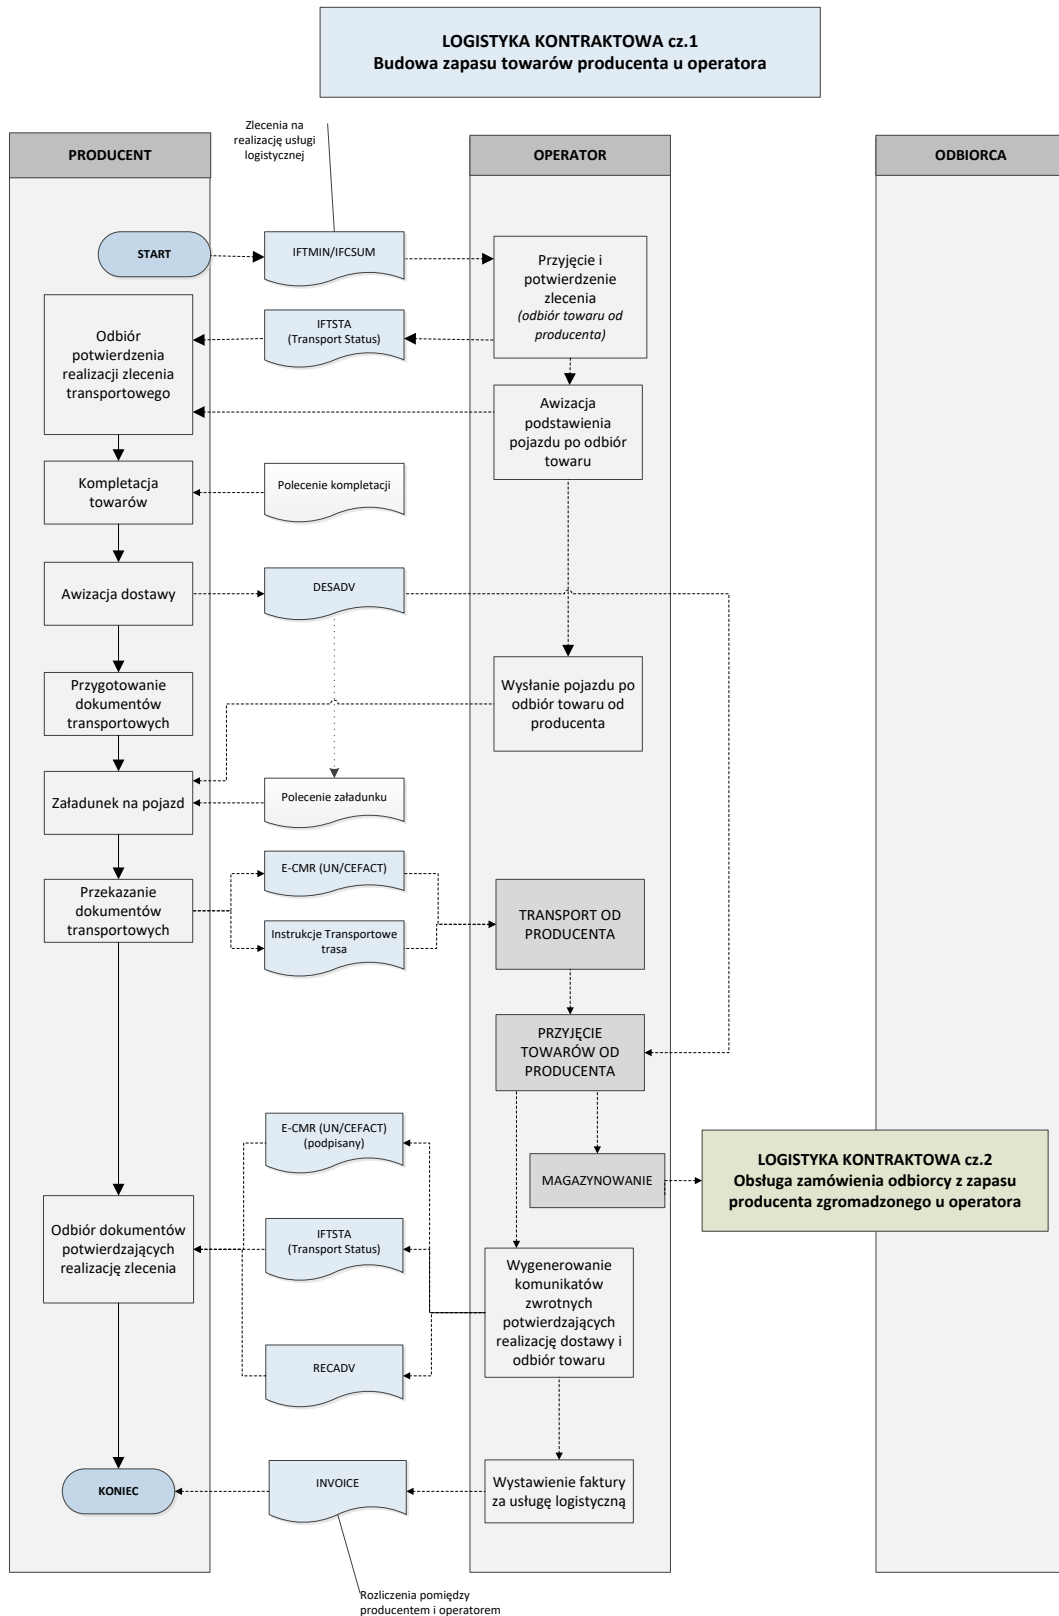 LOGISTYKA KONTRAKTOWA cz.1
Budowa zapasu towarów producenta u operatora
Zlecenia na
realizację usługi
logistycznej
PRODUCENT
OPERATOR
ODBIORCA
START
IFTMIN/IFCSUM
Przyjęcie i
potwierdzenie
zlecenia
(odbiór towaru od
producenta)
IFTSTA
(Transport Status)
Odbiór
potwierdzenia
realizacji zlecenia
transportowego
Awizacja
podstawienia
pojazdu po odbiór
towaru
Kompletacja
towarów
Polecenie kompletacji
Awizacja dostawy
DESADV
Przygotowanie
dokumentów
transportowych
Wysłanie pojazdu po
odbiór towaru od
producenta
Załadunek na pojazd
Polecenie załadunku
Przekazanie
dokumentów
transportowych
E-CMR (UN/CEFACT)
Instrukcje Transportowe
trasa
TRANSPORT OD
PRODUCENTA
PRZYJĘCIE
TOWARÓW OD
PRODUCENTA
E-CMR (UN/CEFACT)
(podpisany)
MAGAZYNOWANIE
LOGISTYKA KONTRAKTOWA cz.2
Obsługa zamówienia odbiorcy z zapasu
producenta zgromadzonego u operatora
Odbiór dokumentów
potwierdzających
realizację zlecenia
IFTSTA
(Transport Status)
Wygenerowanie
komunikatów
zwrotnych
potwierdzających
realizację dostawy i
odbiór towaru
RECADV
KONIEC
INVOICE
Wystawienie faktury
za usługę logistyczną
Rozliczenia pomiędzy
producentem i operatorem